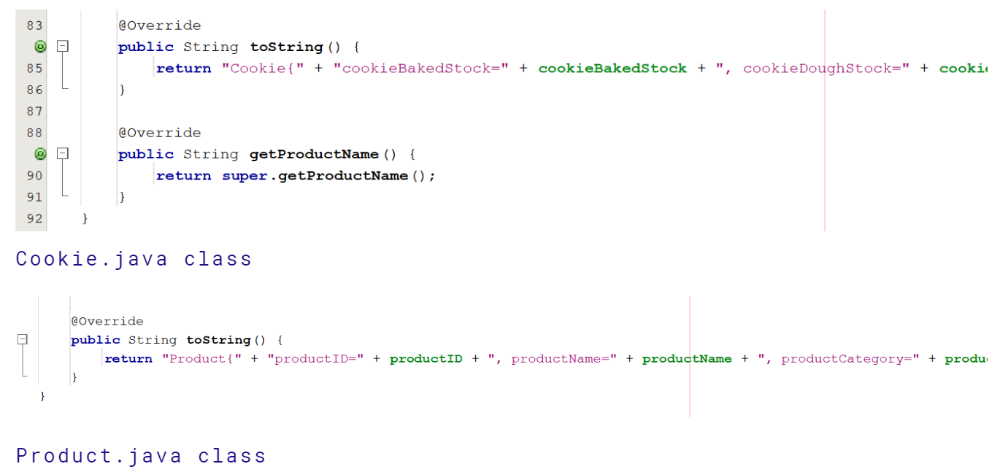 83 @Override
public String toString() {
85 return "Cookie{" + "cookieBakedStock=" + cookieBakedStock + ", cookieDoughStock=" +
86 }
87
88 @Override
public String getProductName() {
90 return super.getProductName();
91 }
92 }
Cookie.java class
@Override
public String toString() {
return "Product{" + "productID=" + productID + ", productName=" + productName + ", productCategory=" +
}
}
Product.java class